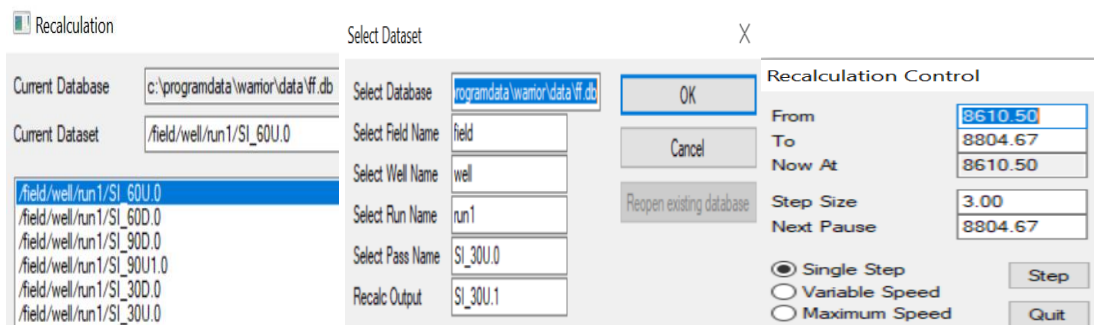 Recalculation
Current Database c:\programdata\warrior\data\ff.db
Current Dataset /field/well/run1/SI_60U.0
/field/well/run1/SI_60U.0
/field/well/run1/SI_60D.0
/field/well/run1/SI_90D.0
/field/well/run1/SI_90U1.0
/field/well/run1/SI_30D.0
/field/well/run1/SI_30U.0
Select Dataset X
Select Database rogramdata\warrior\data\ff.db OK
Select Field Name field Cancel
Select Well Name well
Select Run Name run1 Reopen existing database
Select Pass Name SI_30U.0
Recalc Output SI_30U.1
Recalculation Control
From 8610.50
To 8804.67
Now At 8610.50
Step Size 3.00
Next Pause 8804.67
Single Step Step
Variable Speed
Maximum Speed Quit